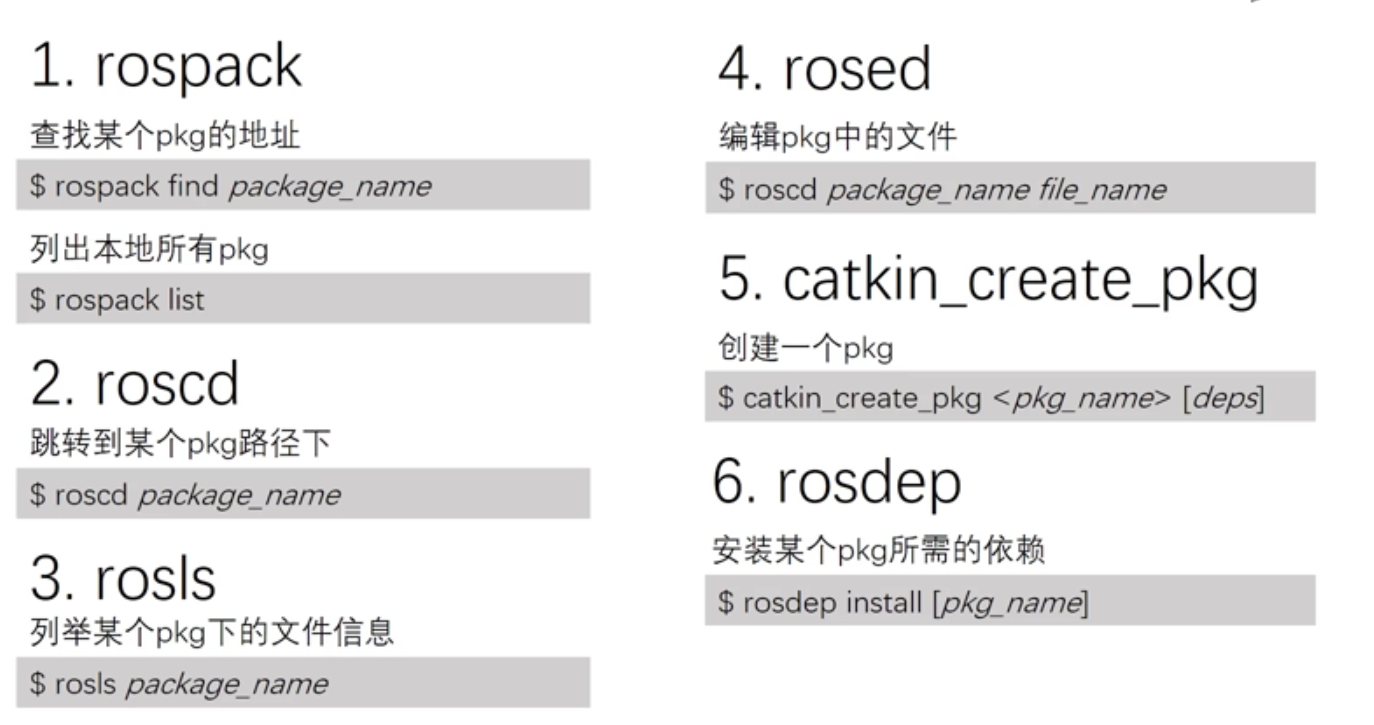 1. rospack
查找某个pkg的地址
$ rospack find package_name
列出本地所有pkg
$ rospack list
2. roscd
跳转到某个pkg路径下
$ roscd package_name
3. rosls
列举某个pkg下的文件信息
$ rosls package_name
4. rosed
编辑pkg中的文件
$ roscd package_name file_name
5. catkin_create_pkg
创建一个pkg
$ catkin_create_pkg <pkg_name> [deps]
6. rosdep
安装某个pkg所需的依赖
$ rosdep install [pkg_name]